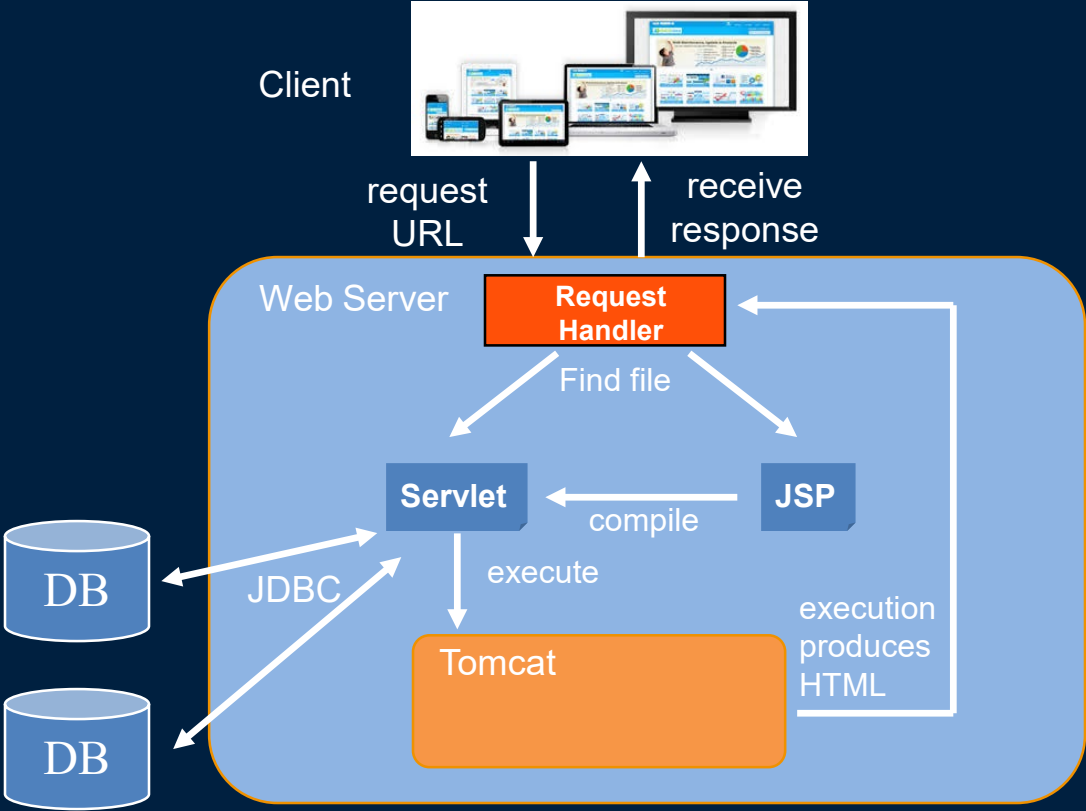 Client
request
URL
receive
response
Web Server
Request
Handler
Find file
Servlet
JSP
compile
DB
JDBC
execute
execution
produces
HTML
Tomcat
DB